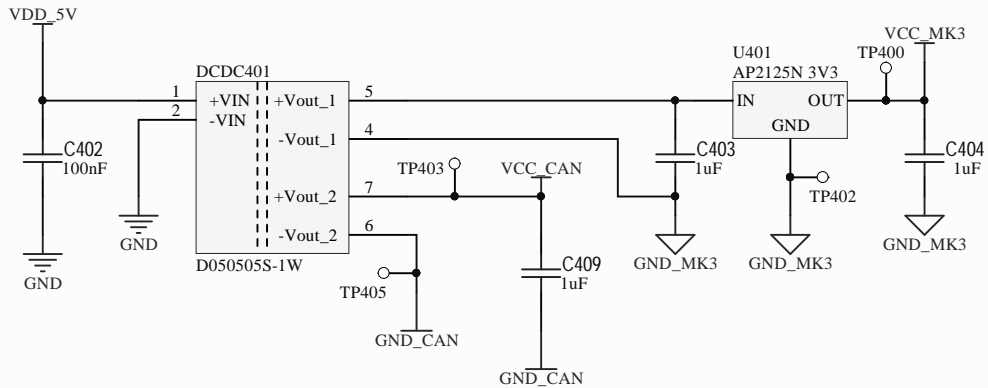 VDD_5V
VCC_MK3
U401
TP400
DCDC401
AP2125N 3V3
1
+VIN
+Vout_1
5
IN
OUT
2
-VIN
GND
-Vout_1
4
C402
100nF
C403
1uF
C404
1uF
TP403
VCC_CAN
7
+Vout_2
TP402
-Vout_2
6
GND
GND_MK3
GND_MK3
GND_MK3
D050505S-1W
C409
1uF
GND
TP405
GND_CAN
GND_CAN